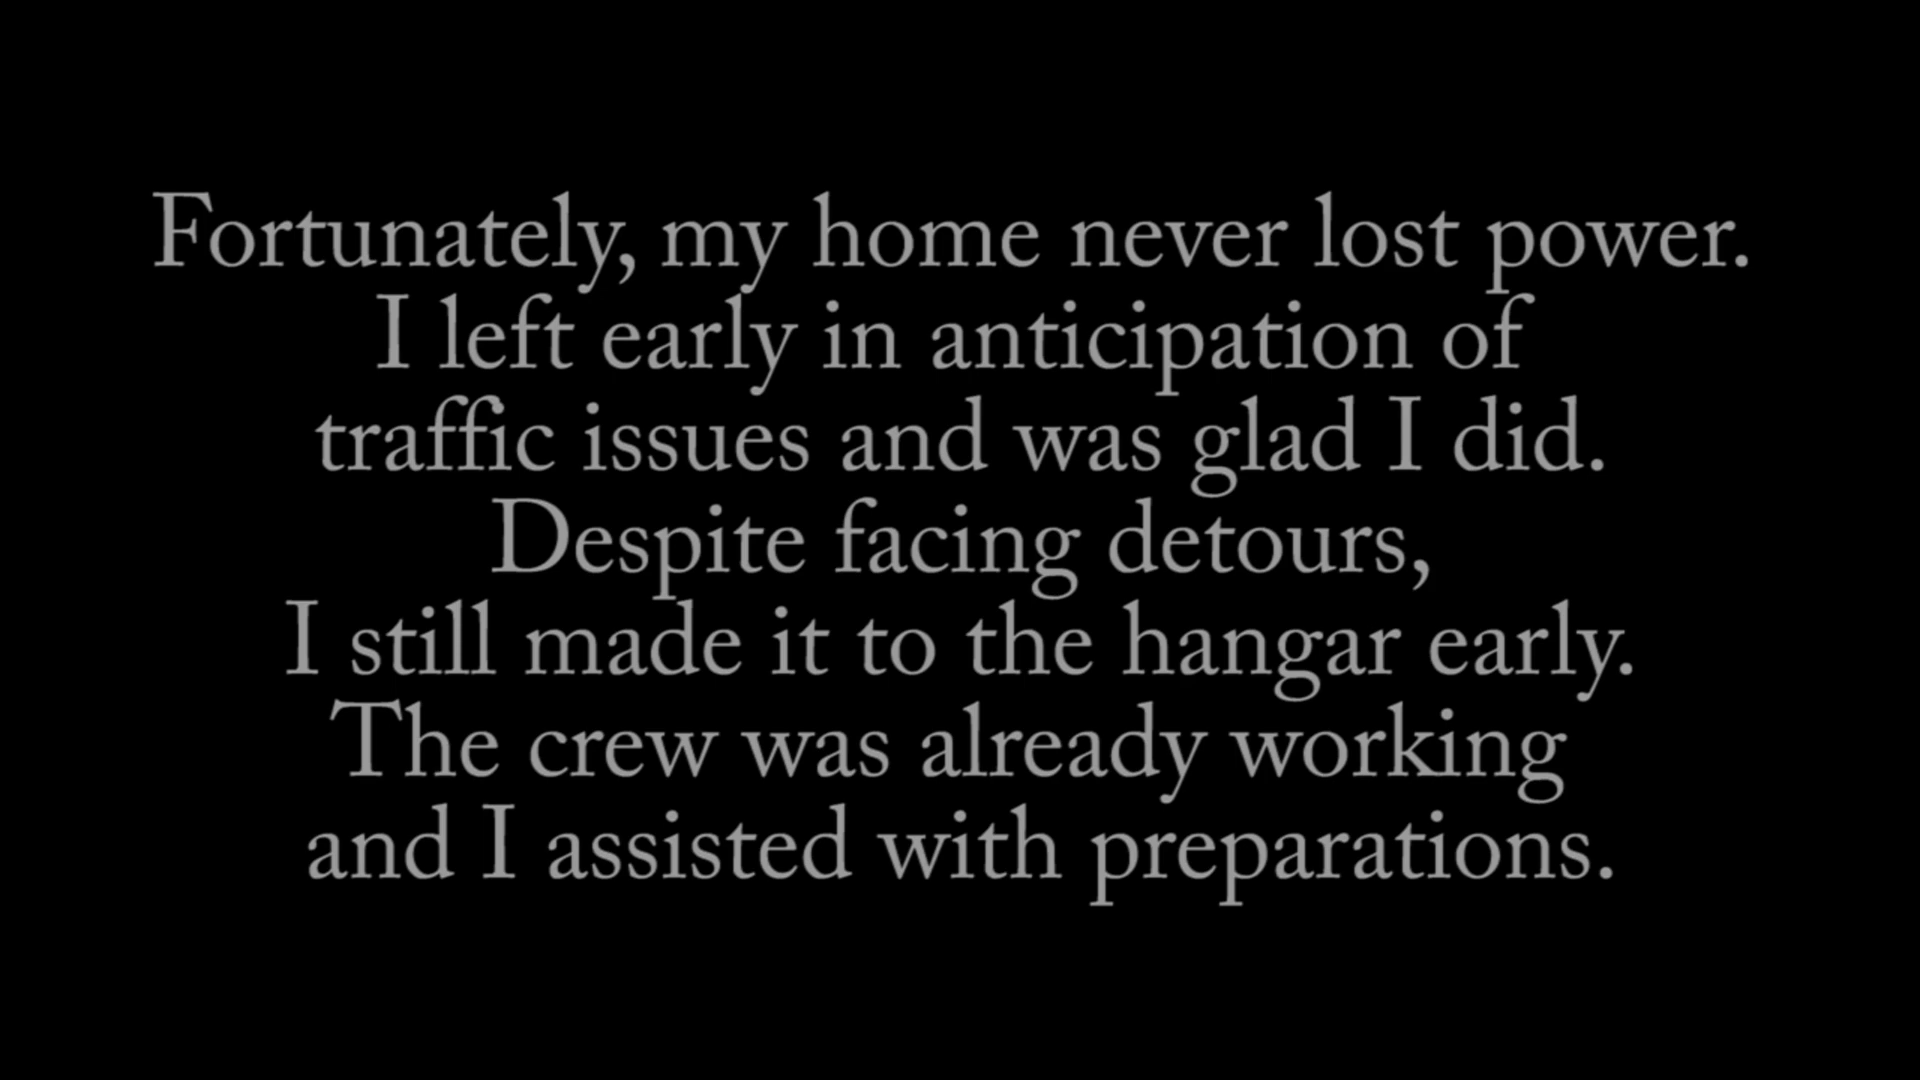 Fortunately, my home never lost power.
I left early in anticipation of
traffic issues and was glad I did.
Despite facing detours,
I still made it to the hangar early.
The crew was already working
and I assisted with preparations.